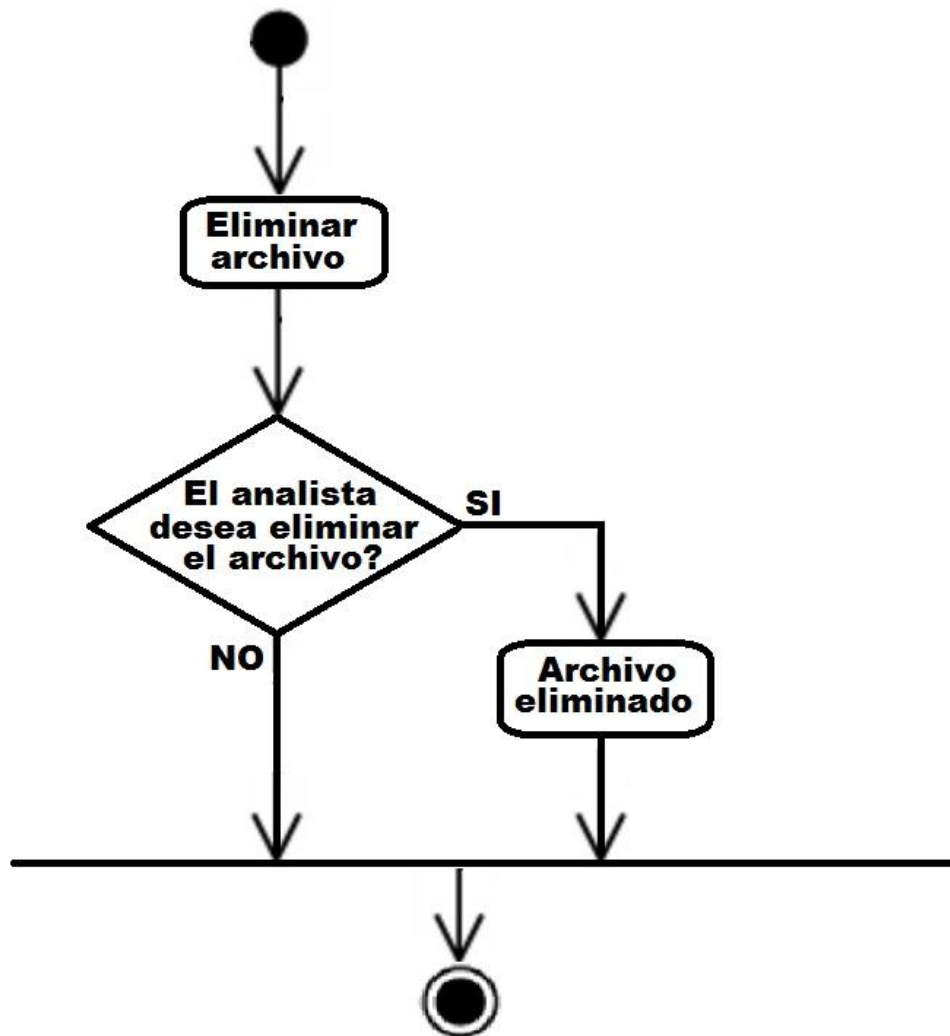 Eliminar
archivo
El analista
desea eliminar
el archivo?
SI
NO
Archivo
eliminado